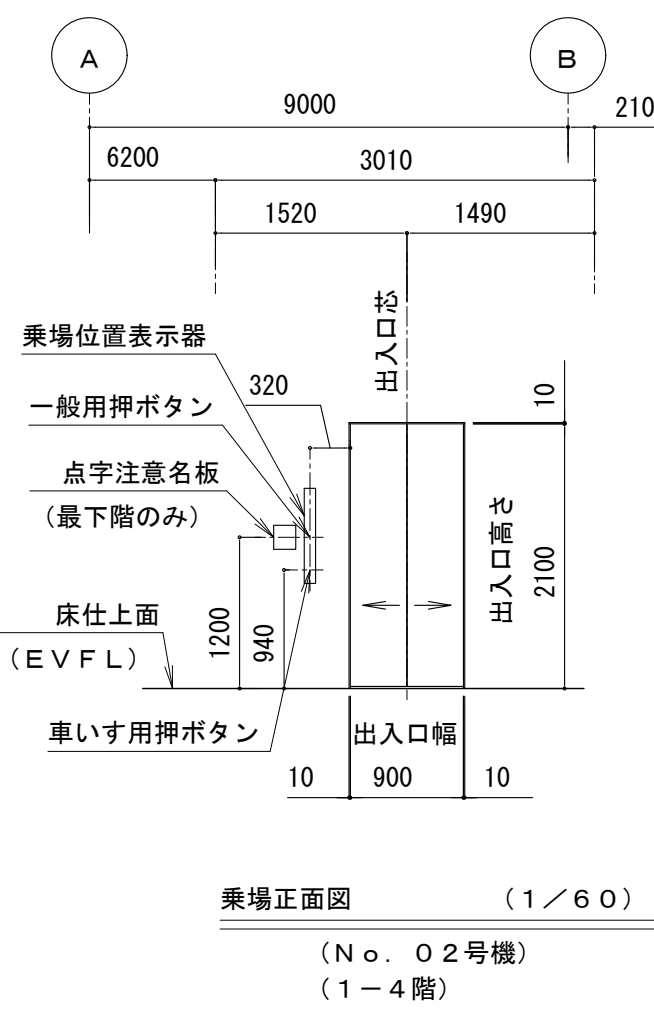 A
B
9000
210
6200
3010
1520
1490
出入口芯
乗場位置表示器
320
一般用押ボタン
10
点字注意名板
(最下階のみ)
出入口高さ
2100
1200
940
床仕上面
(EVFL)
車いす用押ボタン
出入口幅
10
900
10
乗場正面図 (1/60)
(No. 02号機)
(1-4階)